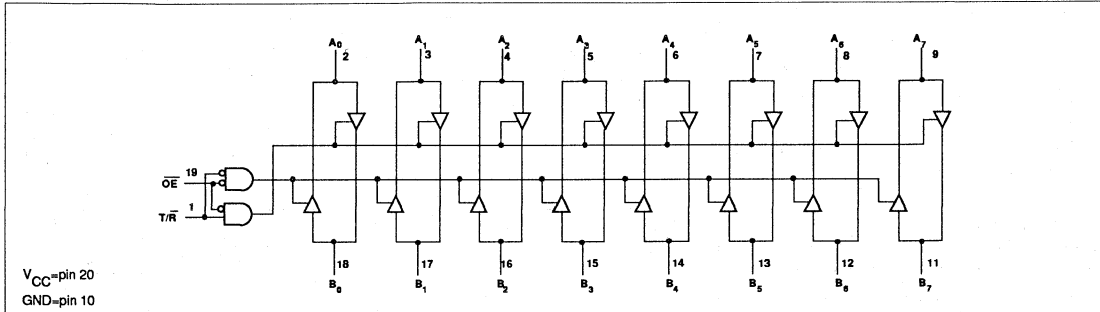 A0 A1 A2 A3 A4 A5 A6 A7
2 3 4 5 6 7 8 9
19
OE
1
T/R
18 17 16 15 14 13 12 11
B0 B1 B2 B3 B4 B5 B6 B7
VCC=pin 20
GND=pin 10